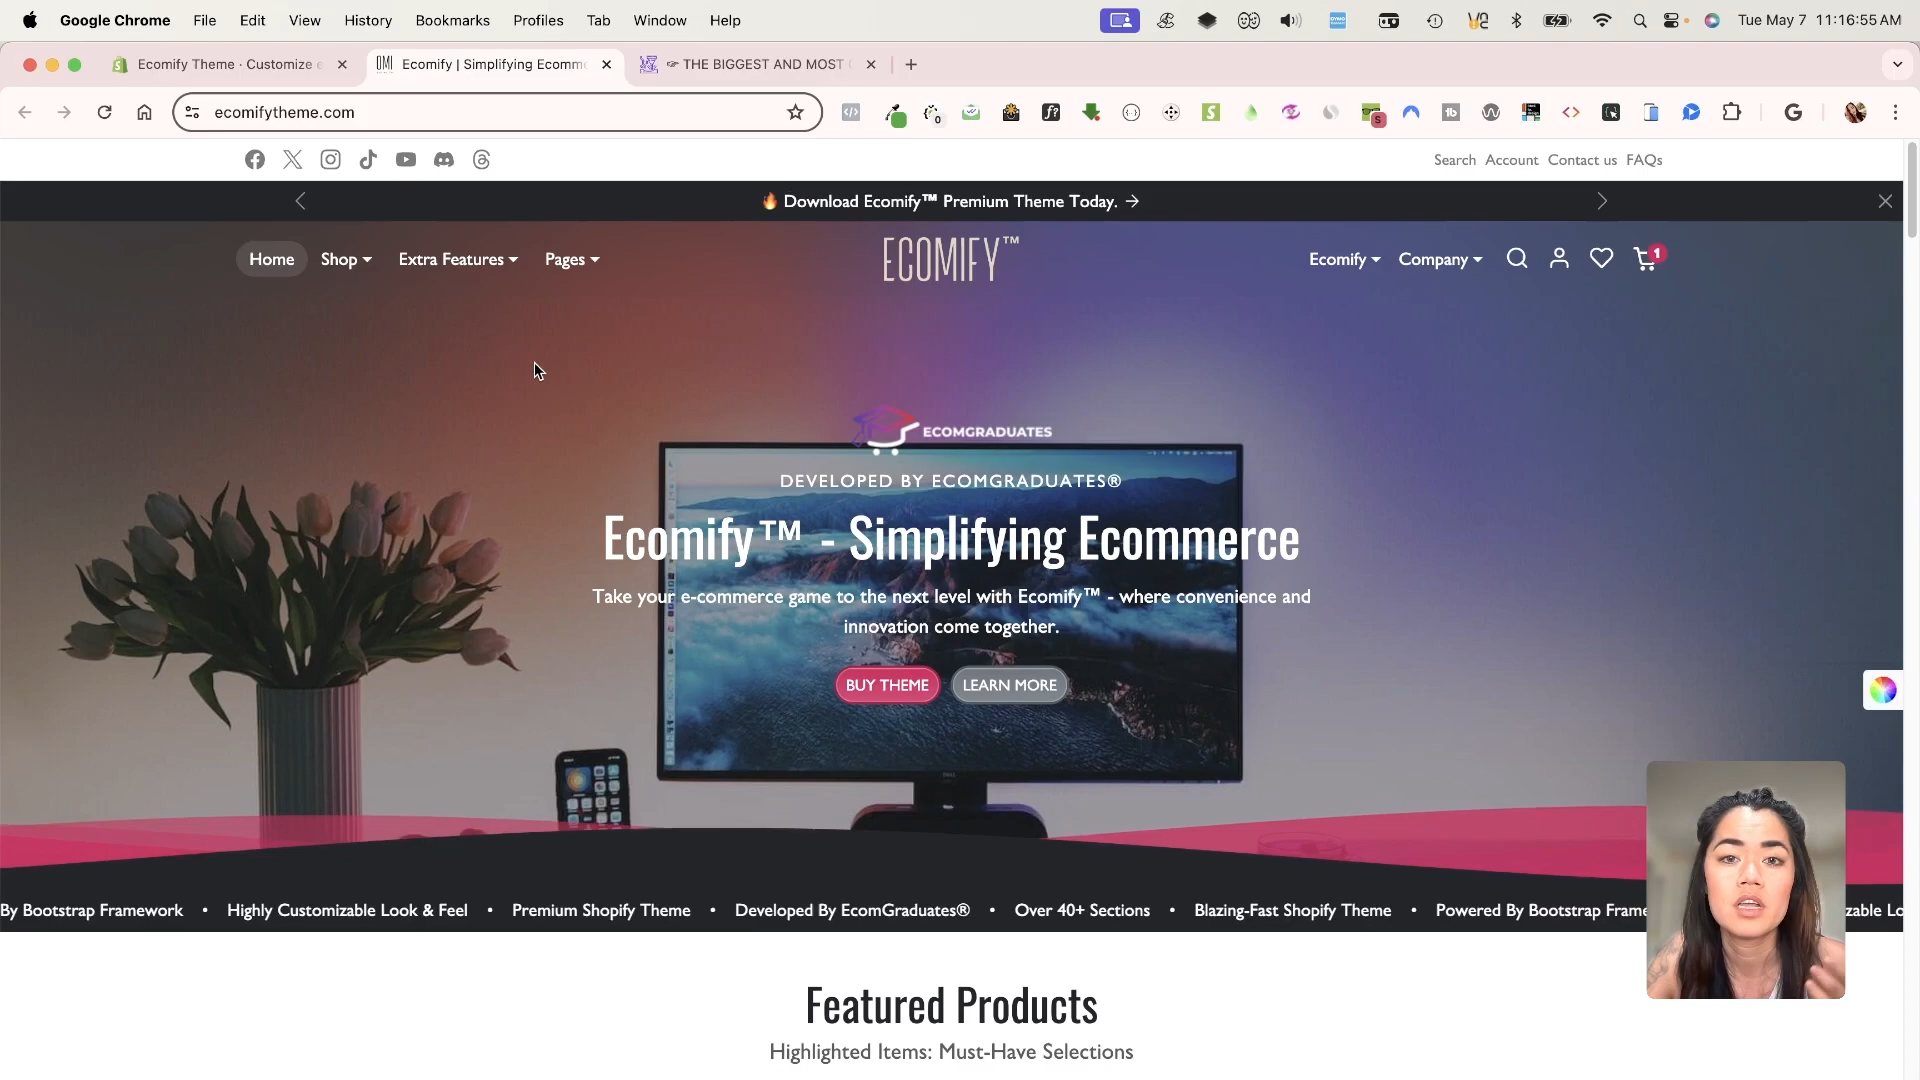 Google Chrome File Edit View History Bookmarks Profiles Tab Window Help Tue May 7 11:16:55 AM
Ecomify Theme · Customize e
Ecomify | Simplifying Ecomm
☞ THE BIGGEST AND MOST
ecomifytheme.com
Search Account Contact us FAQs
🔥 Download Ecomify™ Premium Theme Today. →
Home Shop Extra Features Pages
ECOMIFY™
Ecomify Company 1
ECOMGRADUATES
DEVELOPED BY ECOMGRADUATES®
Ecomify™ - Simplifying Ecommerce
Take your e-commerce game to the next level with Ecomify™ - where convenience and
innovation come together.
BUY THEME LEARN MORE
By Bootstrap Framework • Highly Customizable Look & Feel • Premium Shopify Theme • Developed By EcomGraduates® • Over 40+ Sections • Blazing-Fast Shopify Theme • Powered By Bootstrap Frame zable Lo
Featured Products
Highlighted Items: Must-Have Selections